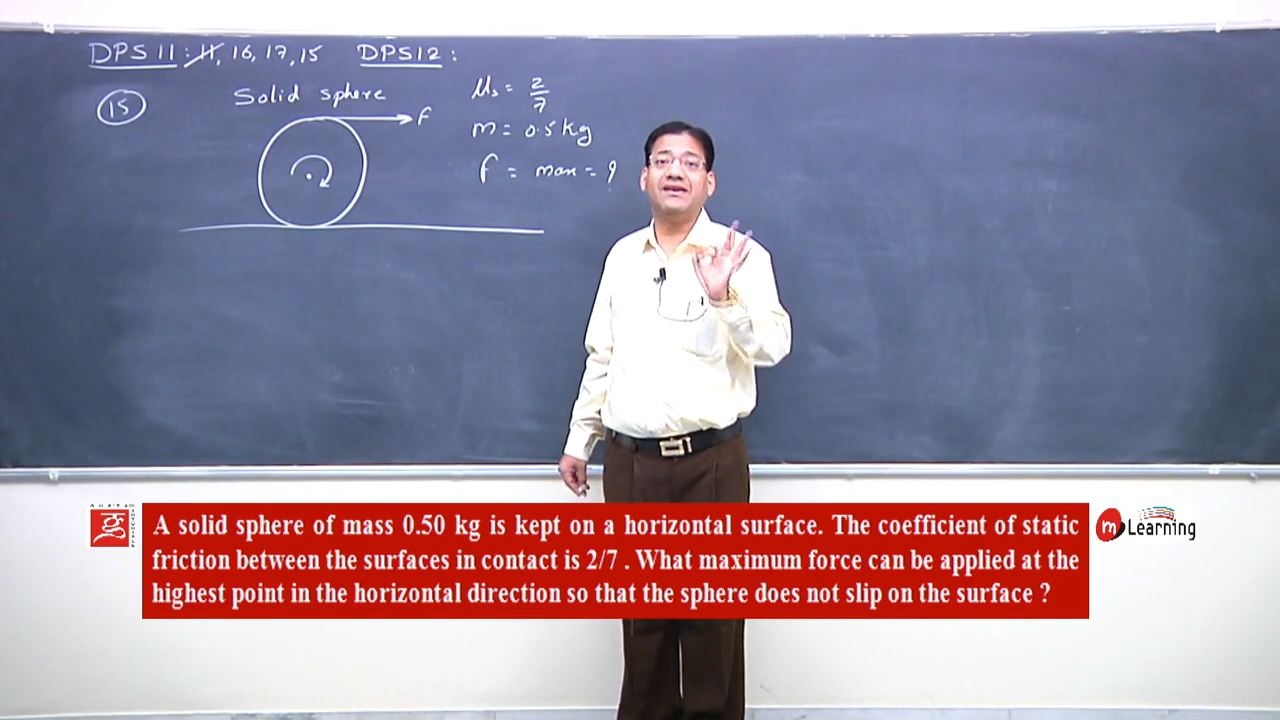 DPS 11 : 11, 16, 17, 15 DPS 12 :
15
Solid sphere
f
μs = 2/7
m = 0.5 kg
f = max = ?
A solid sphere of mass 0.50 kg is kept on a horizontal surface. The coefficient of static
friction between the surfaces in contact is 2/7 . What maximum force can be applied at the
highest point in the horizontal direction so that the sphere does not slip on the surface ?
m Learning